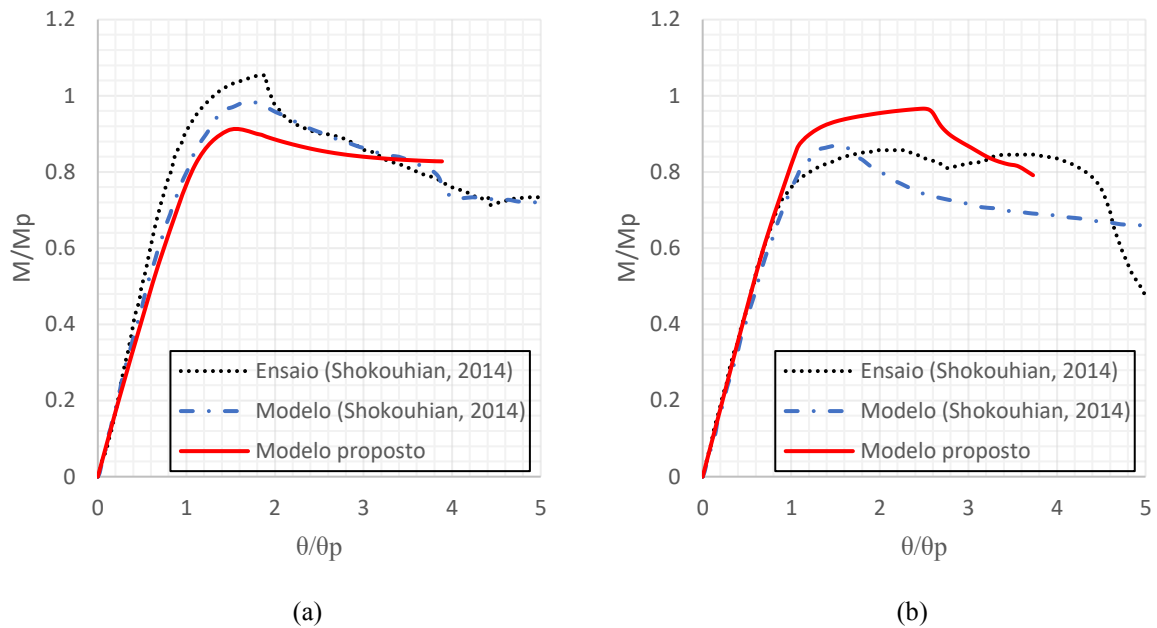 1.2
1
0.8
0.6
0.4
0.2
0
M/Mp
0 1 2 3 4 5
θ/θp
Ensaio (Shokouhian, 2014)
Modelo (Shokouhian, 2014)
Modelo proposto
(a)
1.2
1
0.8
0.6
0.4
0.2
0
M/Mp
0 1 2 3 4 5
θ/θp
Ensaio (Shokouhian, 2014)
Modelo (Shokouhian, 2014)
Modelo proposto
(b)